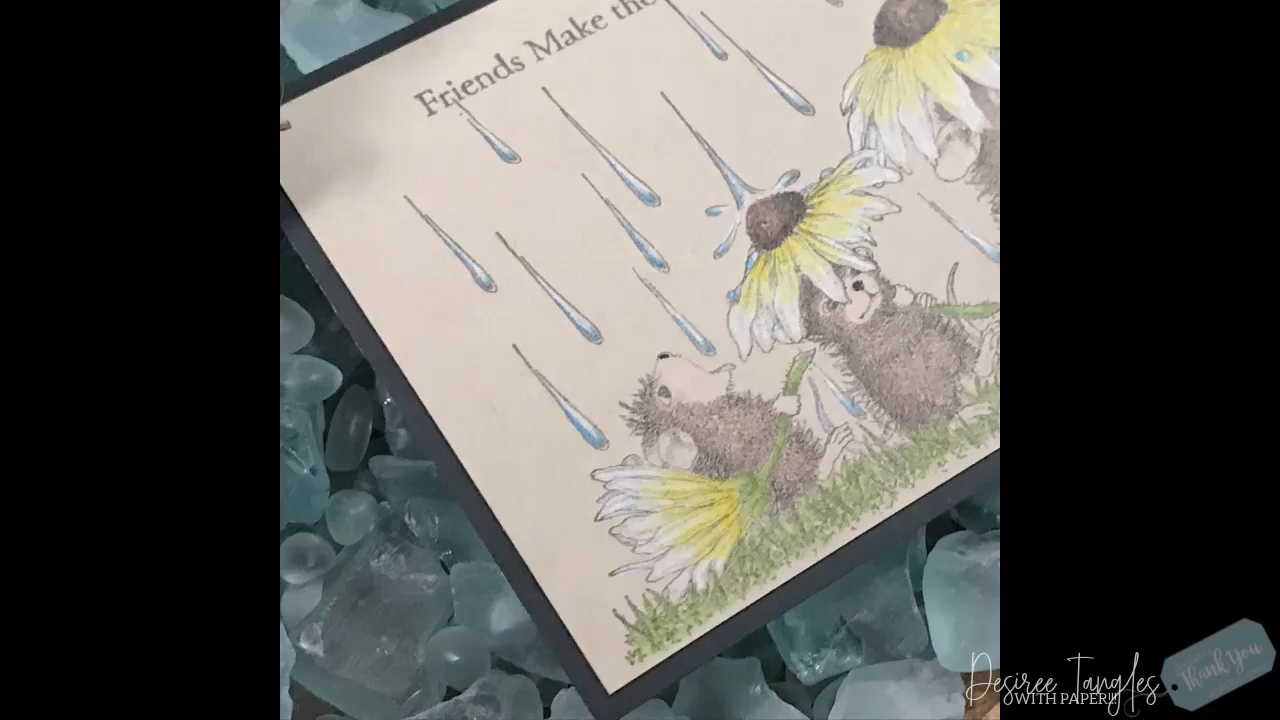 Friends Make the
Desiree Tangles
WITH PAPER!!!
Thank You